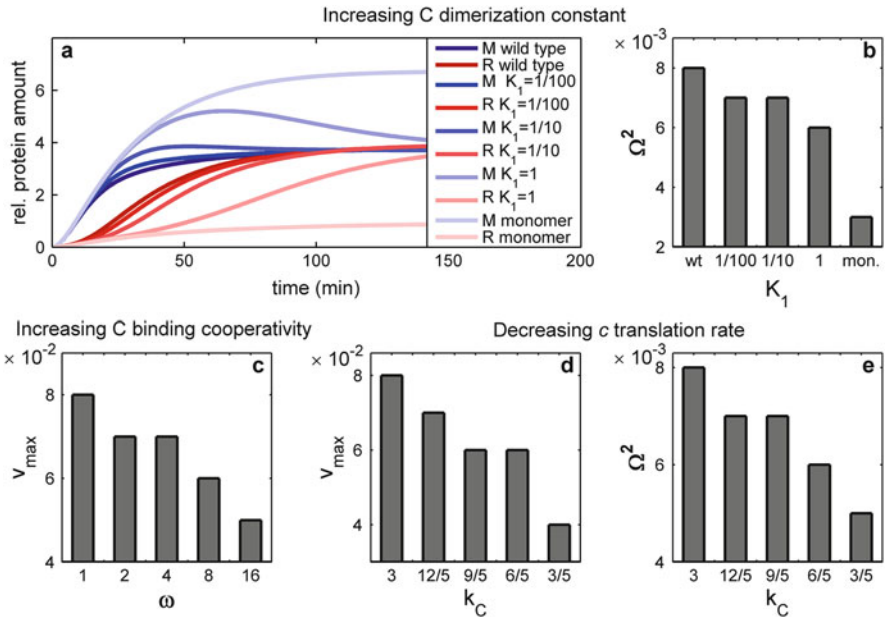 Increasing C dimerization constant
a
rel. protein amount
6
4
2
0
0 50 100 150 200
time (min)
M wild type
R wild type
M K₁=1/100
R K₁=1/100
M K₁=1/10
R K₁=1/10
M K₁=1
R K₁=1
M monomer
R monomer
× 10⁻³
b
Ω²
8
6
4
2
wt 1/100 1/10 1 mon.
K₁
Increasing C binding cooperativity
× 10⁻²
c
vₘₐₓ
8
6
4
1 2 4 8 16
ω
Decreasing c translation rate
× 10⁻²
d
vₘₐₓ
8
6
4
3 12/5 9/5 6/5 3/5
k_C
× 10⁻³
e
Ω²
8
6
4
3 12/5 9/5 6/5 3/5
k_C